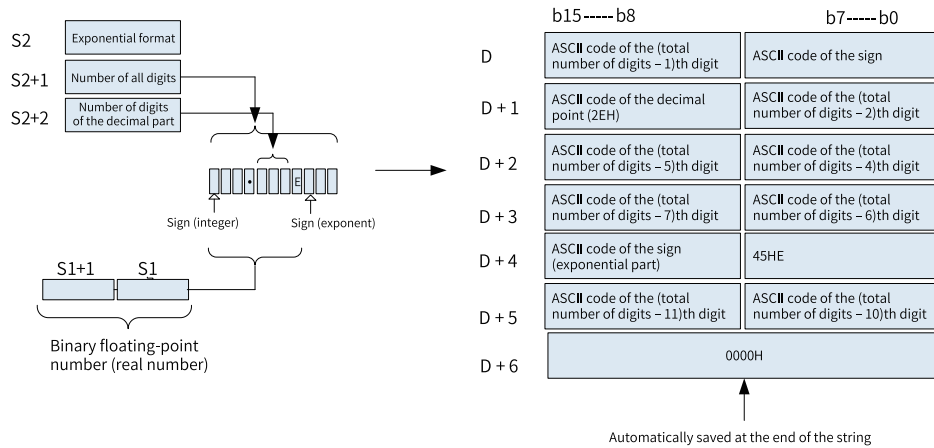 S2
Exponential format
S2+1
Number of all digits
S2+2
Number of digits
of the decimal part
E
Sign (integer)
Sign (exponent)
S1+1
S1
Binary floating-point
number (real number)
b15-----b8
b7-----b0
D
ASCII code of the (total
number of digits – 1)th digit
ASCII code of the sign
D + 1
ASCII code of the decimal
point (2EH)
ASCII code of the (total
number of digits – 2)th digit
D + 2
ASCII code of the (total
number of digits – 5)th digit
ASCII code of the (total
number of digits – 4)th digit
D + 3
ASCII code of the (total
number of digits – 7)th digit
ASCII code of the (total
number of digits – 6)th digit
D + 4
ASCII code of the sign
(exponential part)
45HE
D + 5
ASCII code of the (total
number of digits – 11)th digit
ASCII code of the (total
number of digits – 10)th digit
D + 6
0000H
Automatically saved at the end of the string